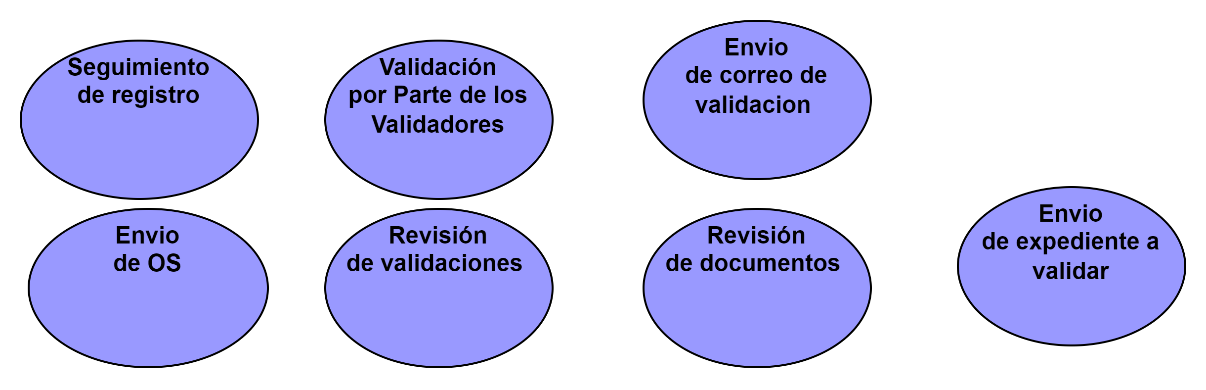 Seguimiento
de registro
Validación
por Parte de los
Validadores
Envio
de correo de
validacion
Envio
de OS
Revisión
de validaciones
Revisión
de documentos
Envio
de expediente a
validar